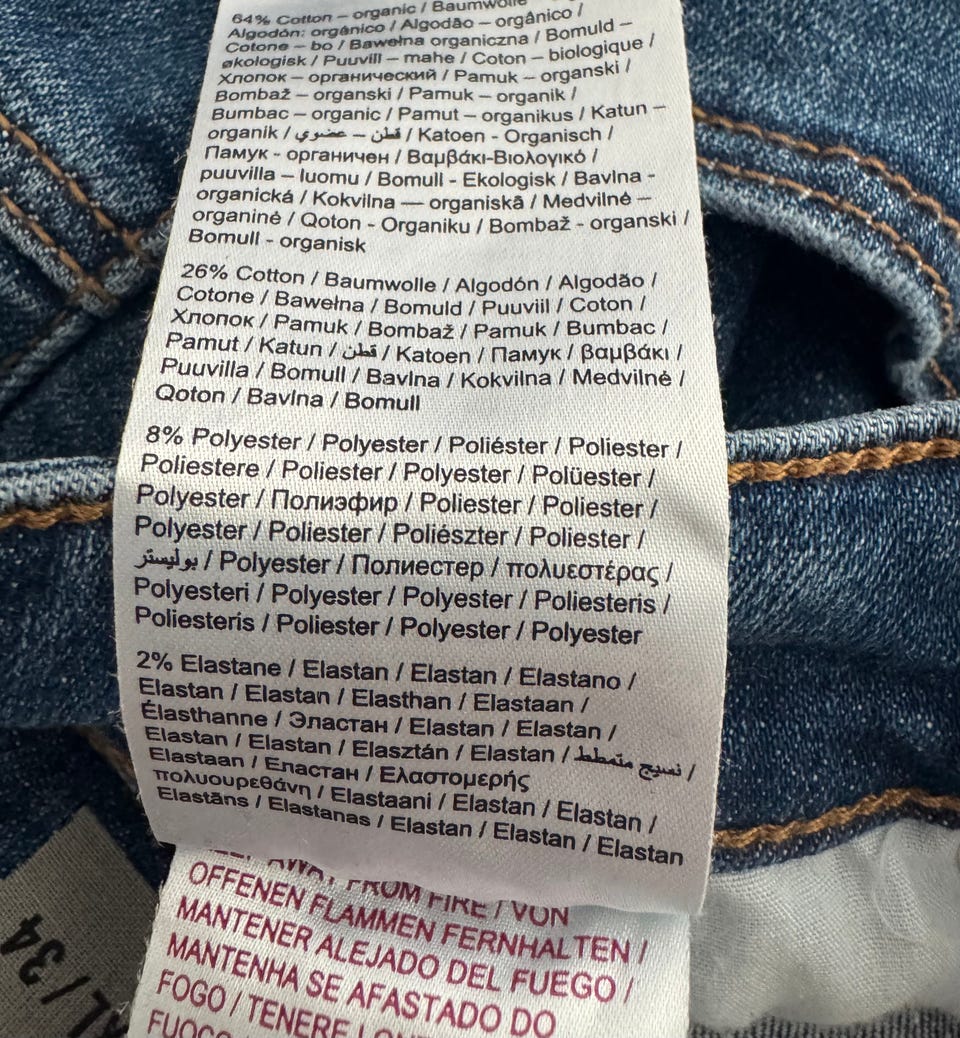 64% Cotton – organic / Baumwolle
Algodón: orgánico / Algodão – orgânico /
Cotone – bo / Bawełna organiczna / Bomuld –
økologisk / Puuvill – mahe / Coton – biologique /
Хлопок – органический / Pamuk – organski /
Bombaž – organski / Pamuk – organik /
Bumbac – organic / Pamut – organikus / Katun –
organik / قطن – عضوي / Katoen - Organisch /
Памук - органичен / Βαμβάκι-Βιολογικό /
puuvilla – luomu / Bomull - Ekologisk / Bavlna -
organická / Kokvilna — organiskā / Medvilnė –
organinė / Qoton - Organiku / Bombaž - organski /
Bomull - organisk
26% Cotton / Baumwolle / Algodón / Algodão /
Cotone / Bawełna / Bomuld / Puuviil / Coton /
Хлопок / Pamuk / Bombaž / Pamuk / Bumbac /
Pamut / Katun / قطن / Katoen / Памук / βαμβάκι /
Puuvilla / Bomull / Bavlna / Kokvilna / Medvilnė /
Qoton / Bavlna / Bomull
8% Polyester / Polyester / Poliéster / Poliester /
Poliestere / Poliester / Polyester / Polüester /
Polyester / Полиэфир / Poliester / Poliester /
Polyester / Poliester / Poliészter / Poliester /
بوليستر / Polyester / Полиестер / πολυεστέρας /
Polyesteri / Polyester / Polyester / Poliesteris /
Poliesteris / Poliester / Polyester / Polyester
2% Elastane / Elastan / Elastan / Elastano /
Elastan / Elastan / Elasthan / Elastaan /
Élasthanne / Эластан / Elastan / Elastan /
Elastan / Elastan / Elasztán / Elastan / نسيج متمطط /
Elastaan / Еластан / Ελαστομερής
πολυουρεθάνη / Elastaani / Elastan / Elastan /
Elastāns / Elastanas / Elastan / Elastan / Elastan
AWAY FROM FIRE / VON
OFFENEN FLAMMEN FERNHALTEN /
MANTENER ALEJADO DEL FUEGO /
MANTENHA SE AFASTADO DO
FOGO / TENERE
FUOCO
/ 34